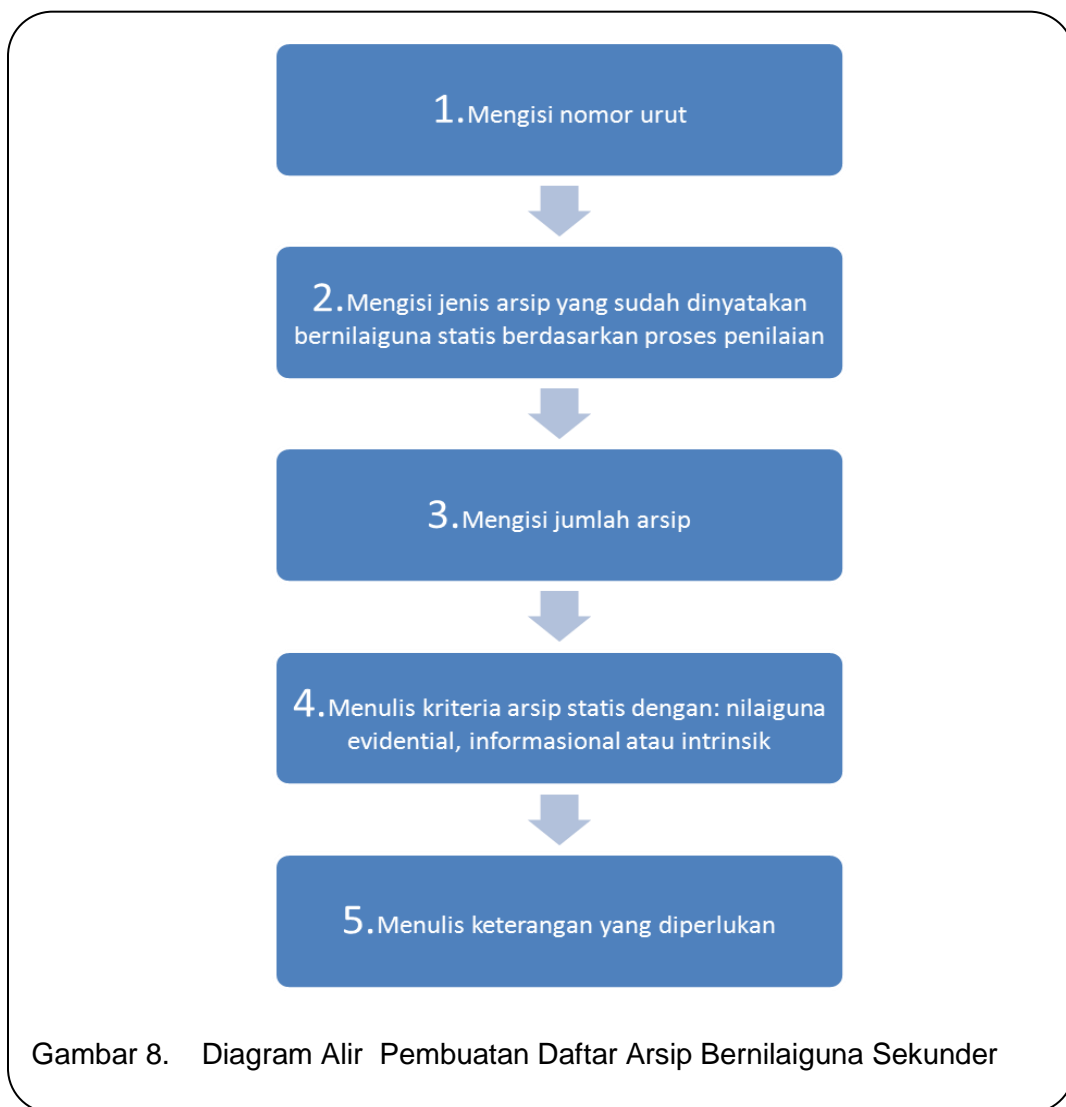 1.Mengisi nomor urut
2.Mengisi jenis arsip yang sudah dinyatakan
bernilaiguna statis berdasarkan proses penilaian
3.Mengisi jumlah arsip
4.Menulis kriteria arsip statis dengan: nilaiguna
evidential, informasional atau intrinsik
5.Menulis keterangan yang diperlukan
Gambar 8. Diagram Alir Pembuatan Daftar Arsip Bernilaiguna Sekunder